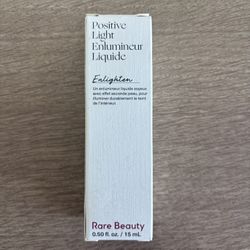 Positive
Light
Enlumineur
Liquide
Enlighten
Un enlumineur liquide soyeux
avec effet seconde peau, pour
illuminer durablement le teint
de l'intérieur.
Rare Beauty
0.50 fl. oz. / 15 mL